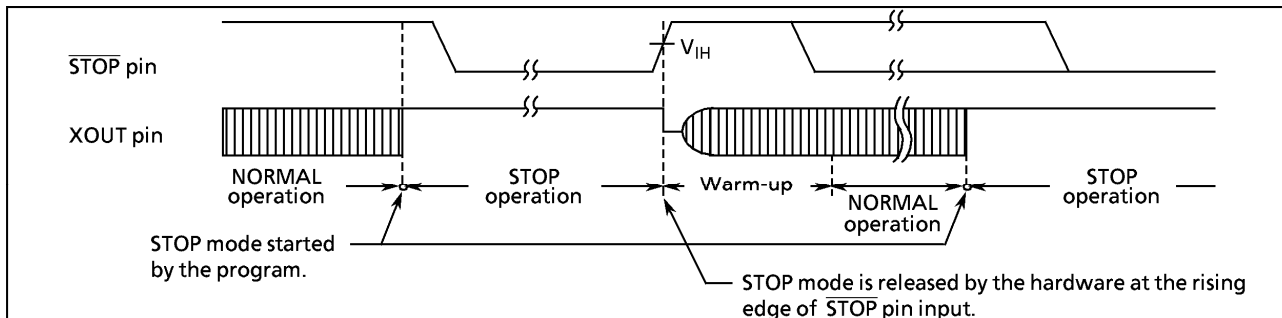 STOP pin
VIH
XOUT pin
NORMAL
operation
STOP
operation
Warm-up
NORMAL
operation
STOP
operation
STOP mode started
by the program.
STOP mode is released by the hardware at the rising
edge of STOP pin input.